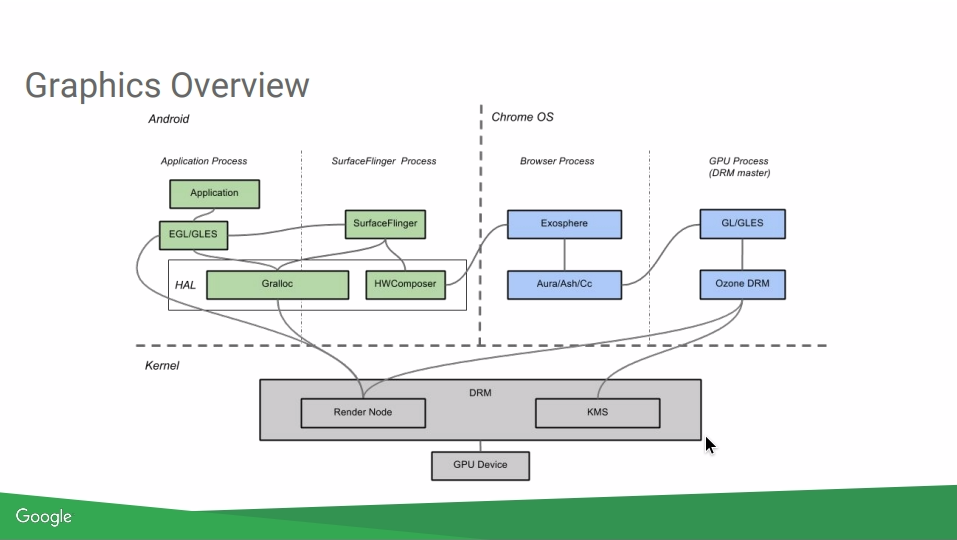 Graphics Overview
Android
Chrome OS
Application Process
SurfaceFlinger Process
Browser Process
GPU Process
(DRM master)
Application
EGL/GLES
SurfaceFlinger
Exosphere
GL/GLES
HAL
Gralloc
HWComposer
Aura/Ash/Cc
Ozone DRM
Kernel
DRM
Render Node
KMS
GPU Device
Google